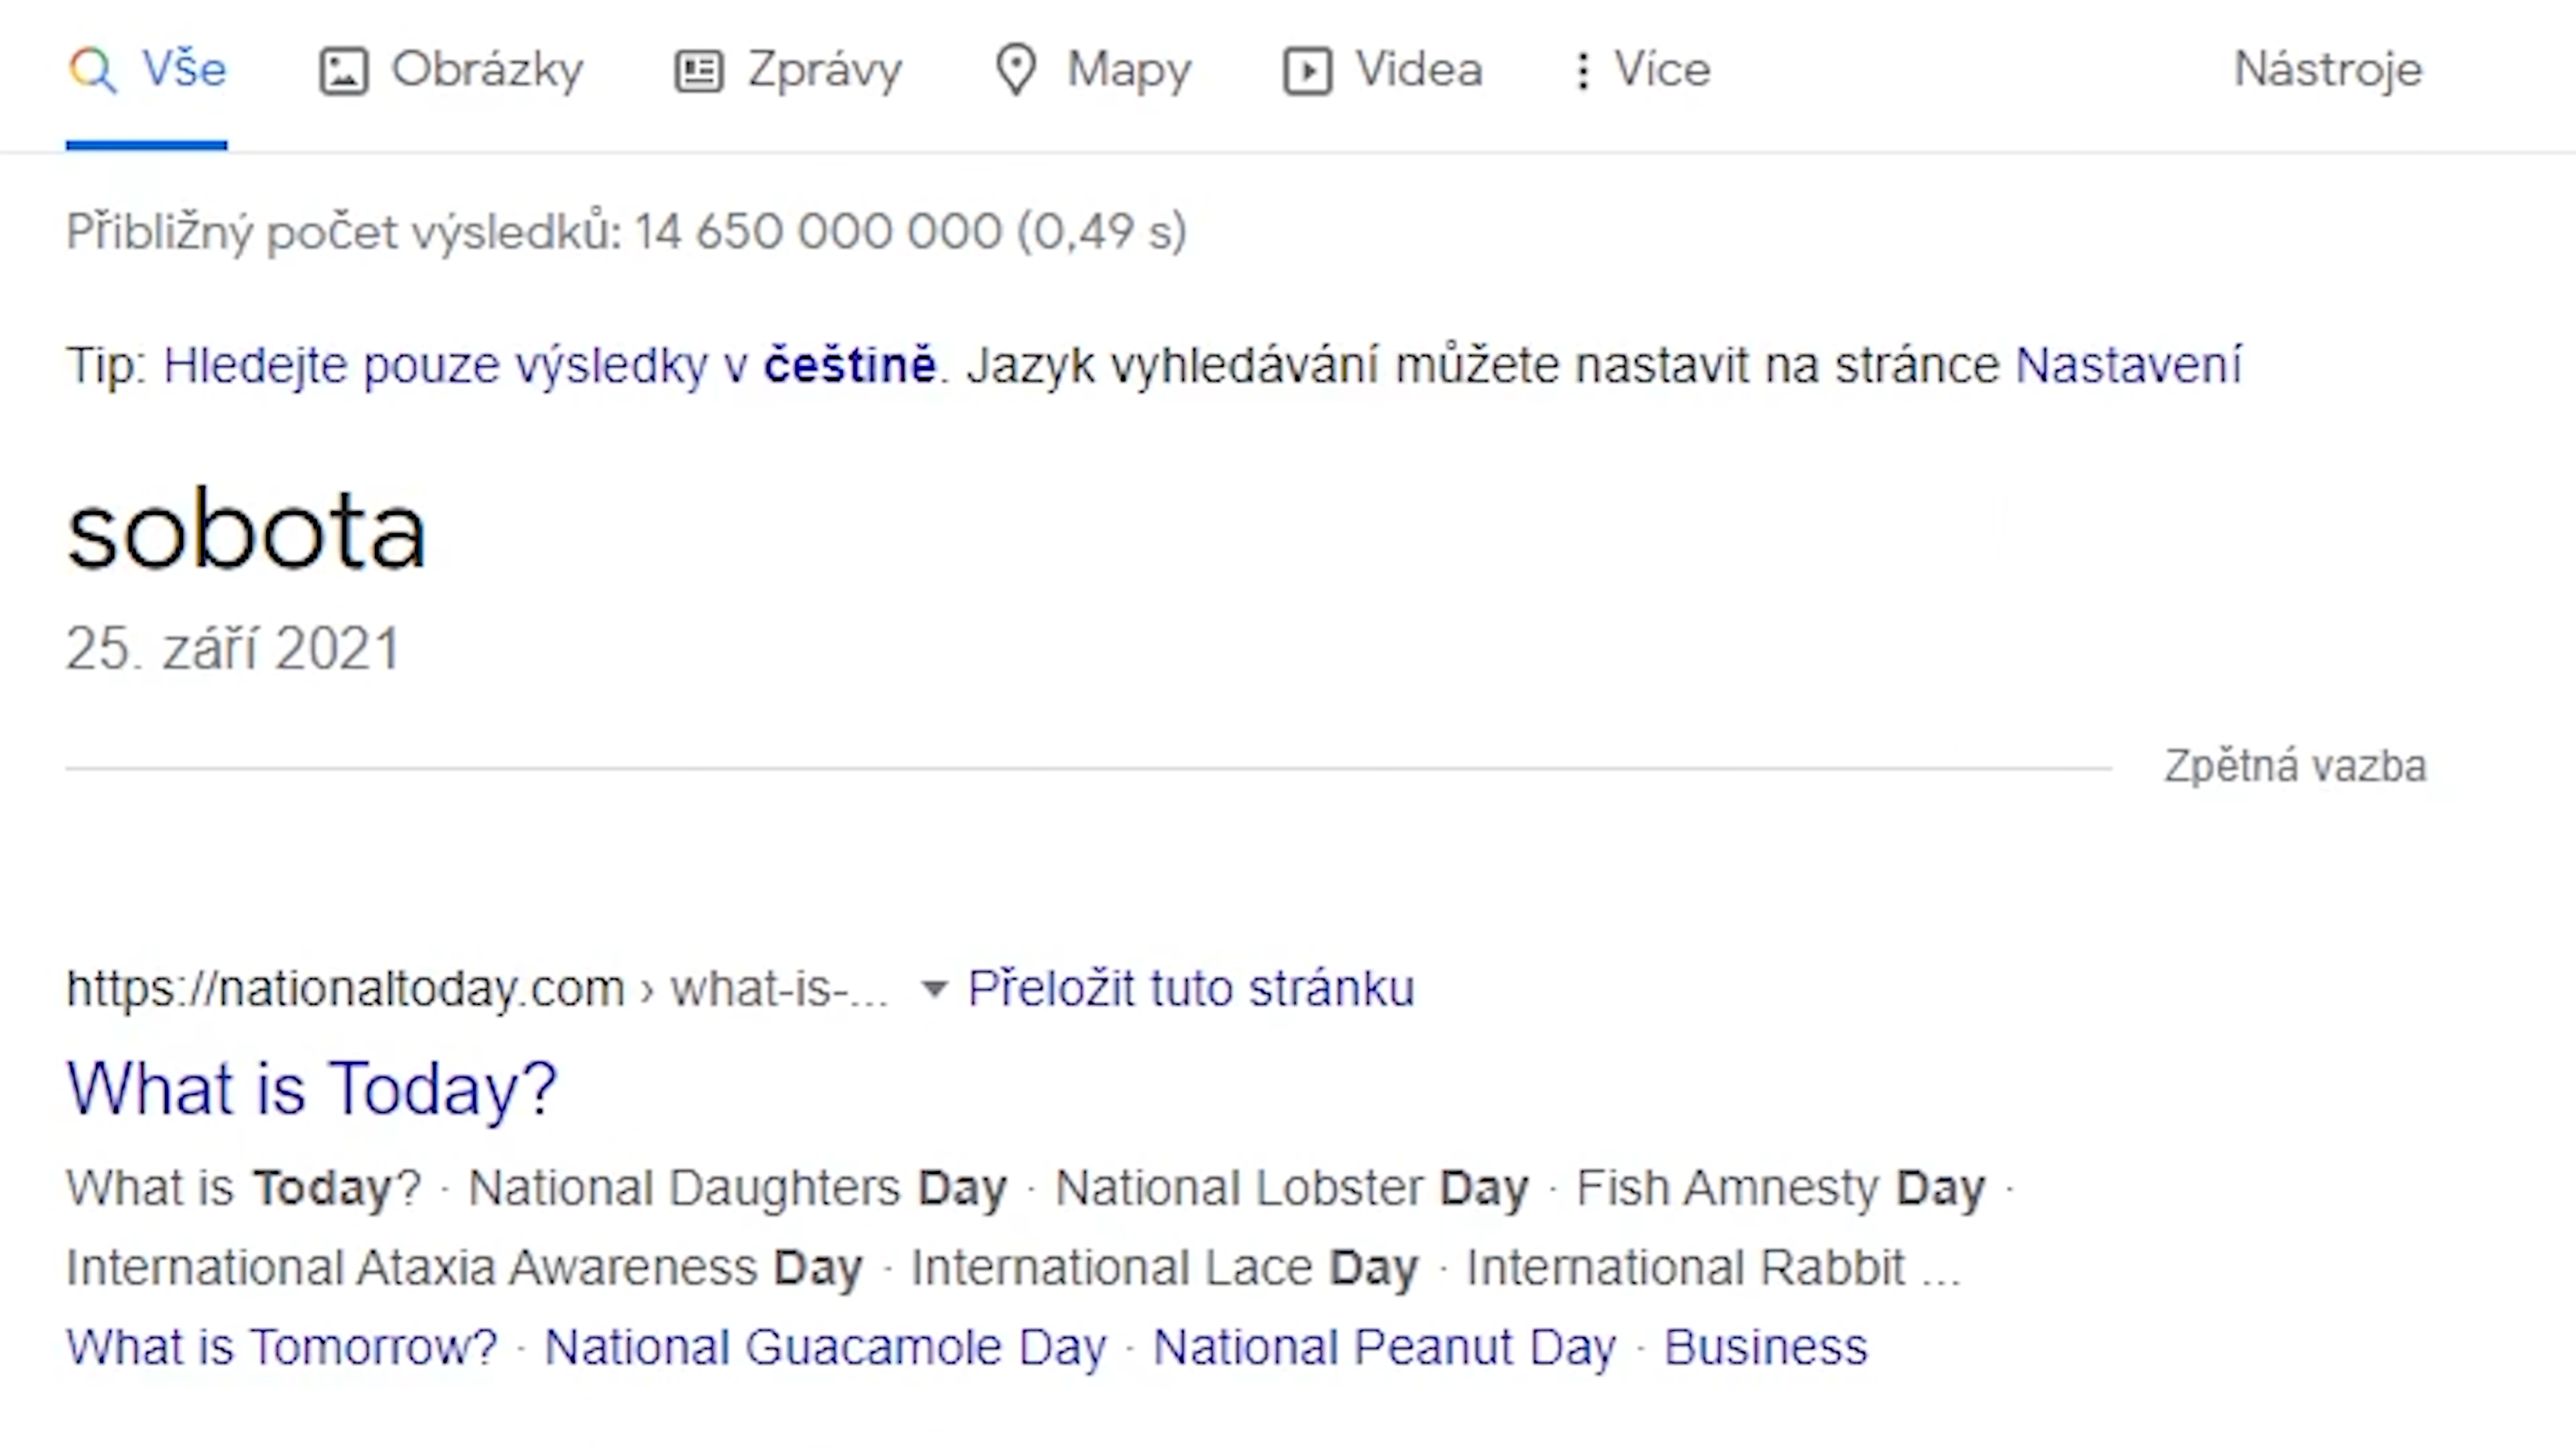 Vše Obrázky Zprávy Mapy Videa Více Nástroje
Přibližný počet výsledků: 14 650 000 000 (0,49 s)
Tip: Hledejte pouze výsledky v češtině. Jazyk vyhledávání můžete nastavit na stránce Nastavení
sobota
25. září 2021
Zpětná vazba
https://nationaltoday.com › what-is-... Přeložit tuto stránku
What is Today?
What is Today? · National Daughters Day · National Lobster Day · Fish Amnesty Day ·
International Ataxia Awareness Day · International Lace Day · International Rabbit ...
What is Tomorrow? · National Guacamole Day · National Peanut Day · Business